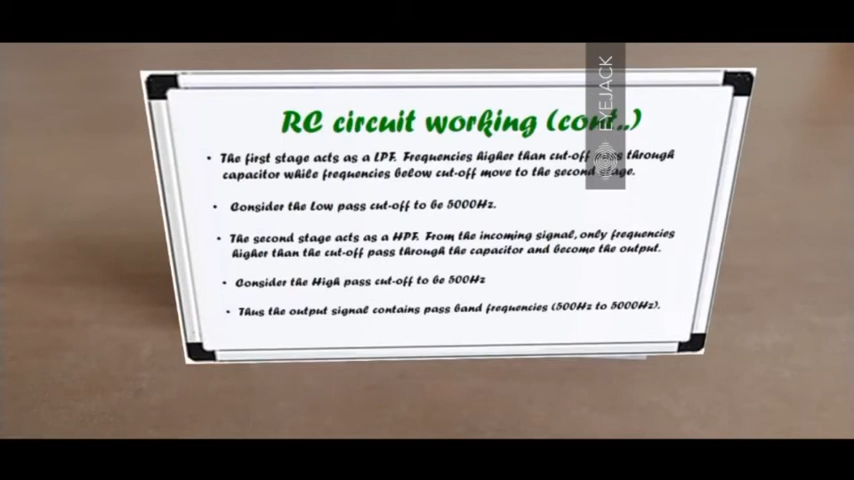 RC circuit working (cont..)
• The first stage acts as a LPF. Frequencies higher than cut-off pass through
capacitor while frequencies below cut-off move to the second stage.
• Consider the Low pass cut-off to be 5000Hz.
• The second stage acts as a HPF. From the incoming signal, only frequencies
higher than the cut-off pass through the capacitor and become the output.
• Consider the High pass cut-off to be 500Hz
• Thus the output signal contains pass band frequencies (500Hz to 5000Hz).
EYEJACK